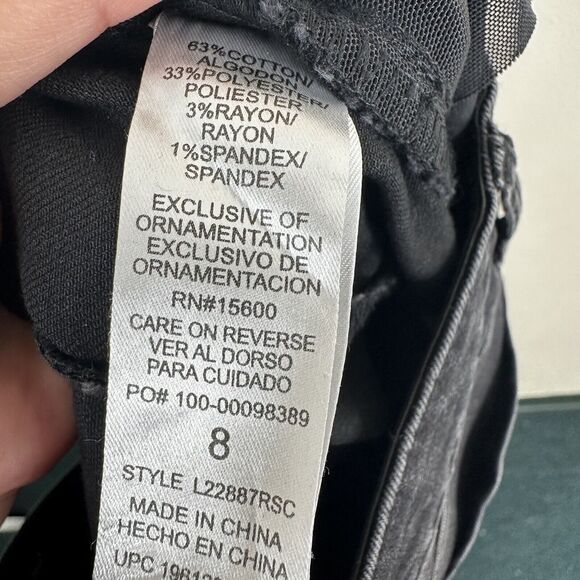 63%COTTON/
ALGODON/
33%POLYESTER/
POLIESTER
3%RAYON/
RAYON
1%SPANDEX/
SPANDEX
EXCLUSIVE OF
ORNAMENTATION
EXCLUSIVO DE
ORNAMENTACION
RN#15600
CARE ON REVERSE
VER AL DORSO
PARA CUIDADO
PO# 100-00098389
8
STYLE L22887RSC
MADE IN CHINA
HECHO EN CHINA
UPC